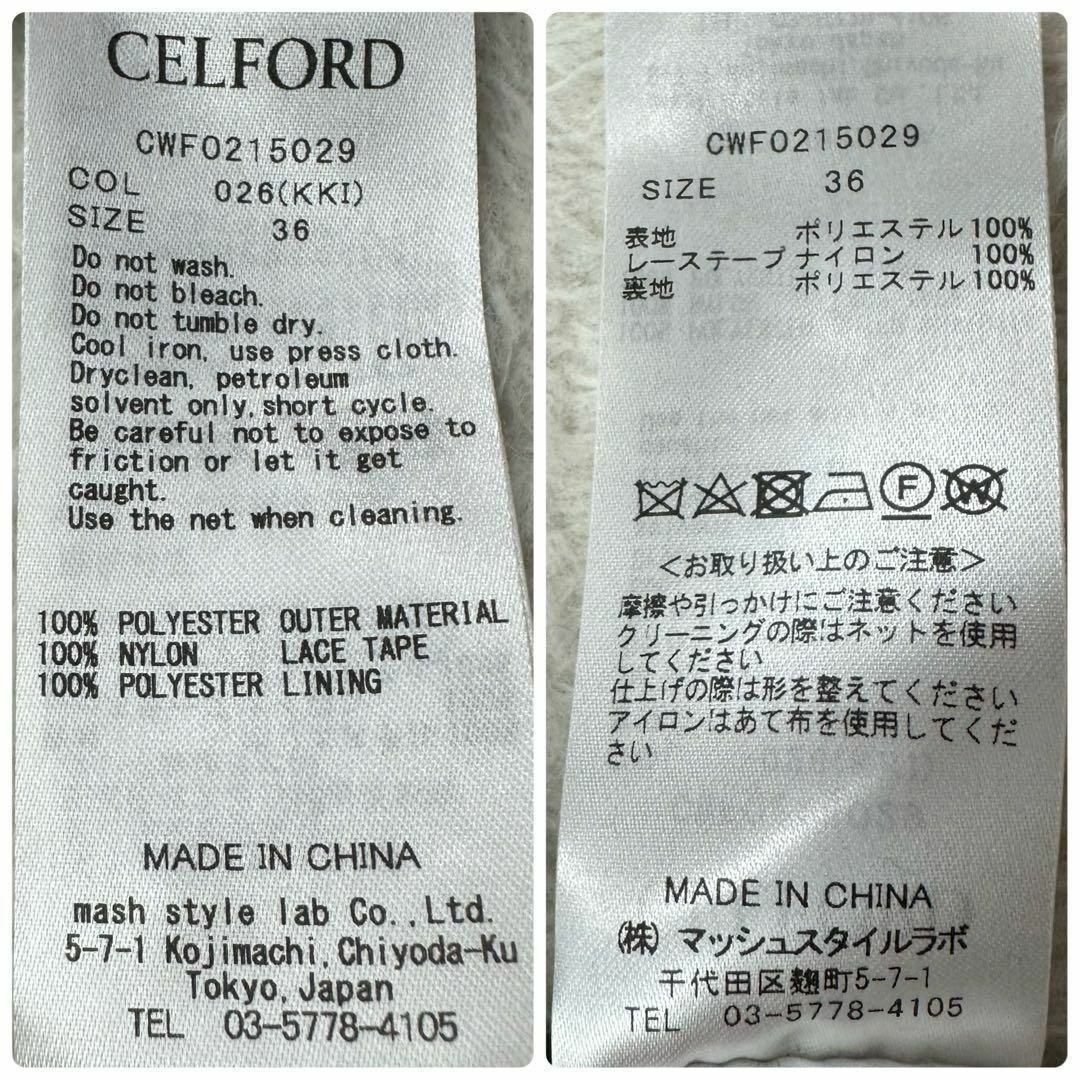 CELFORD
CWF0215029
COL 026(KKI)
SIZE 36
Do not wash.
Do not bleach.
Do not tumble dry.
Cool iron, use press cloth.
Dryclean, petroleum
solvent only, short cycle.
Be careful not to expose to
friction or let it get
caught.
Use the net when cleaning.
100% POLYESTER OUTER MATERIAL
100% NYLON LACE TAPE
100% POLYESTER LINING
MADE IN CHINA
mash style lab Co.,Ltd.
5-7-1 Kojimachi, Chiyoda-Ku
Tokyo, Japan
TEL 03-5778-4105
CWF0215029
SIZE 36
表地 ポリエステル100%
レーステープ ナイロン 100%
裏地 ポリエステル100%
F W
<お取り扱い上のご注意>
摩擦や引っかけにご注意ください
クリーニングの際はネットを使用
してください
仕上げの際は形を整えてください
アイロンはあて布を使用してくだ
さい
MADE IN CHINA
(株) マッシュスタイルラボ
千代田区麹町5-7-1
TEL 03-5778-4105